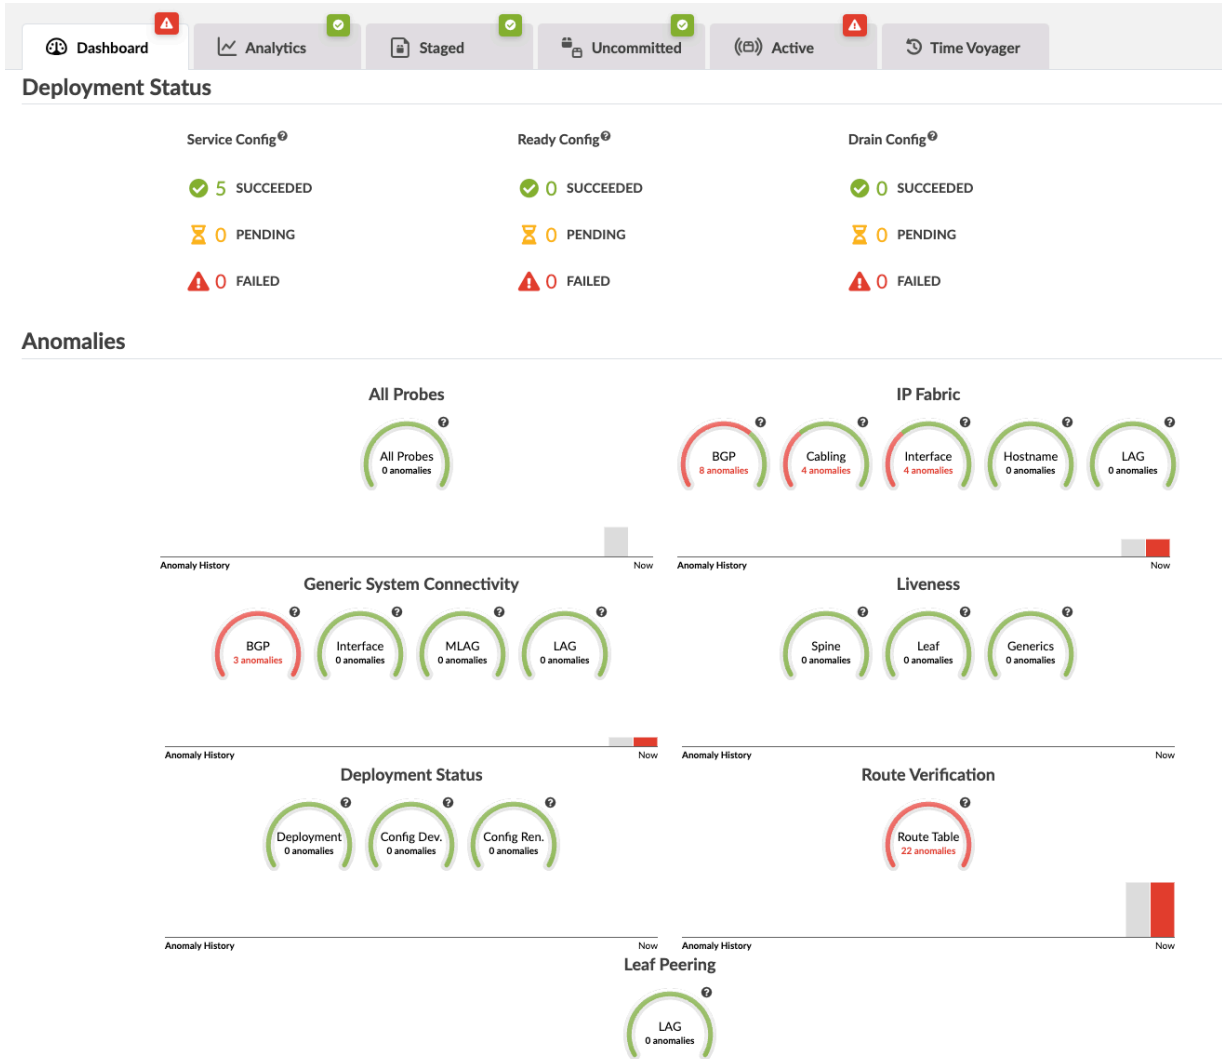 Dashboard Analytics Staged Uncommitted Active Time Voyager
Deployment Status
Service Config Ready Config Drain Config
5 SUCCEEDED 0 SUCCEEDED 0 SUCCEEDED
0 PENDING 0 PENDING 0 PENDING
0 FAILED 0 FAILED 0 FAILED
Anomalies
All Probes
All Probes
0 anomalies
Anomaly History Now
IP Fabric
BGP Cabling Interface Hostname LAG
8 anomalies 4 anomalies 4 anomalies 0 anomalies 0 anomalies
Anomaly History Now
Generic System Connectivity
BGP Interface MLAG LAG
3 anomalies 0 anomalies 0 anomalies 0 anomalies
Anomaly History Now
Liveness
Spine Leaf Generics
0 anomalies 0 anomalies 0 anomalies
Anomaly History Now
Deployment Status
Deployment Config Dev. Config Ren.
0 anomalies 0 anomalies 0 anomalies
Anomaly History Now
Route Verification
Route Table
22 anomalies
Anomaly History Now
Leaf Peering
LAG
0 anomalies